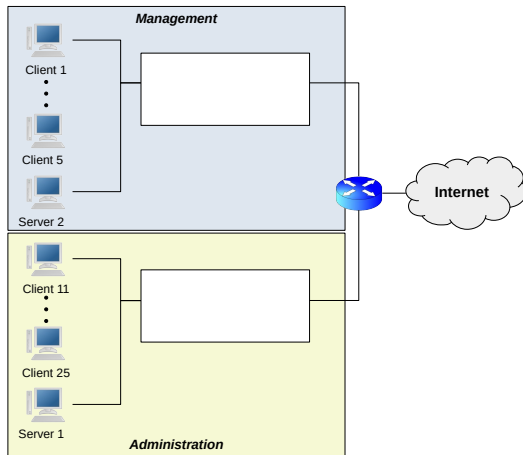 Management
Client 1
Client 5
Server 2
Internet
Client 11
Client 25
Server 1
Administration